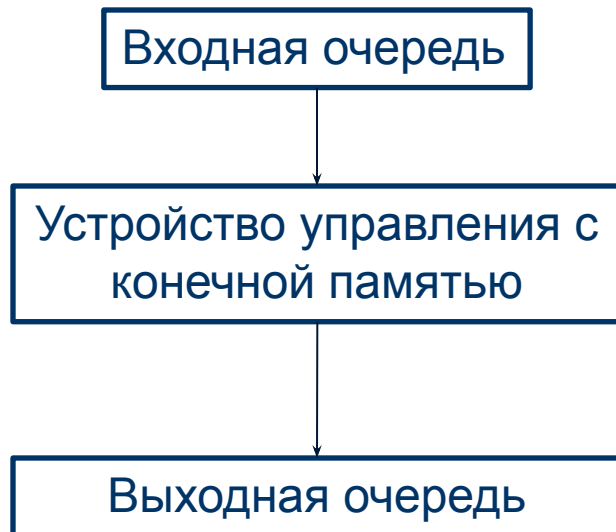 Входная очередь
Устройство управления с
конечной памятью
Выходная очередь